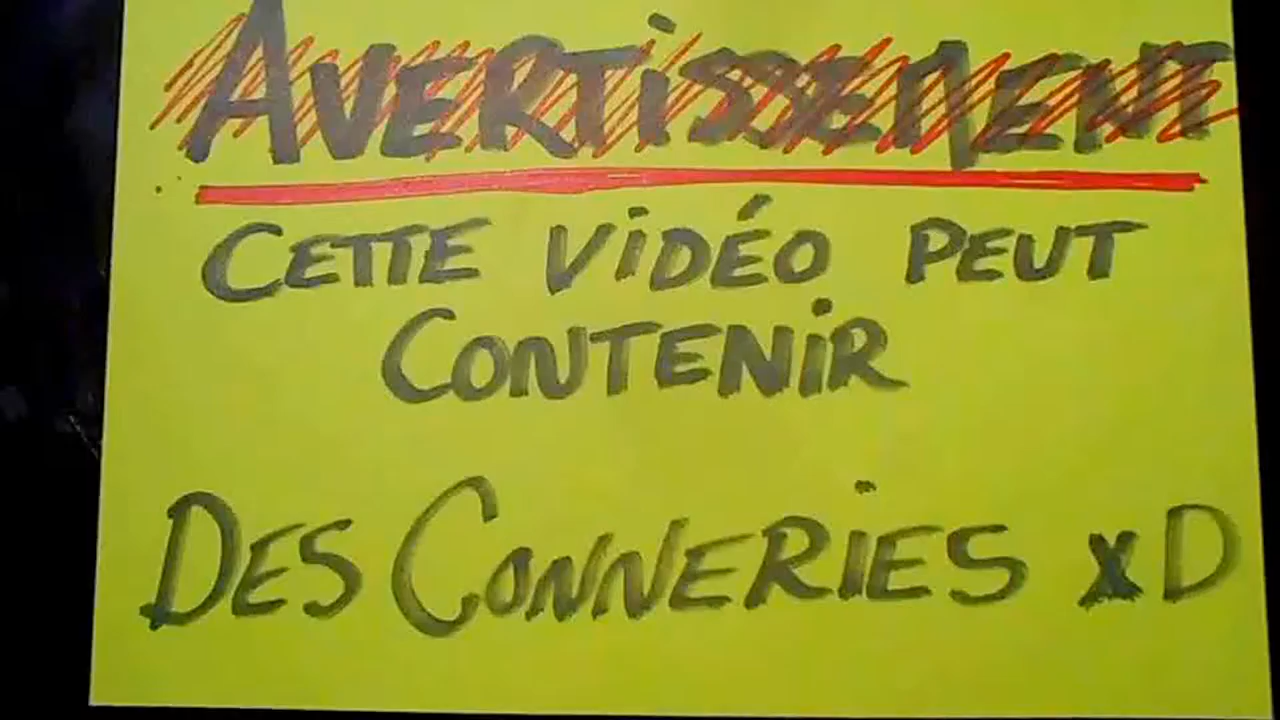 AVERTiSSEMENT
CETTE ViDÉO PEUT
CONTENiR
DES CONNERiES xD